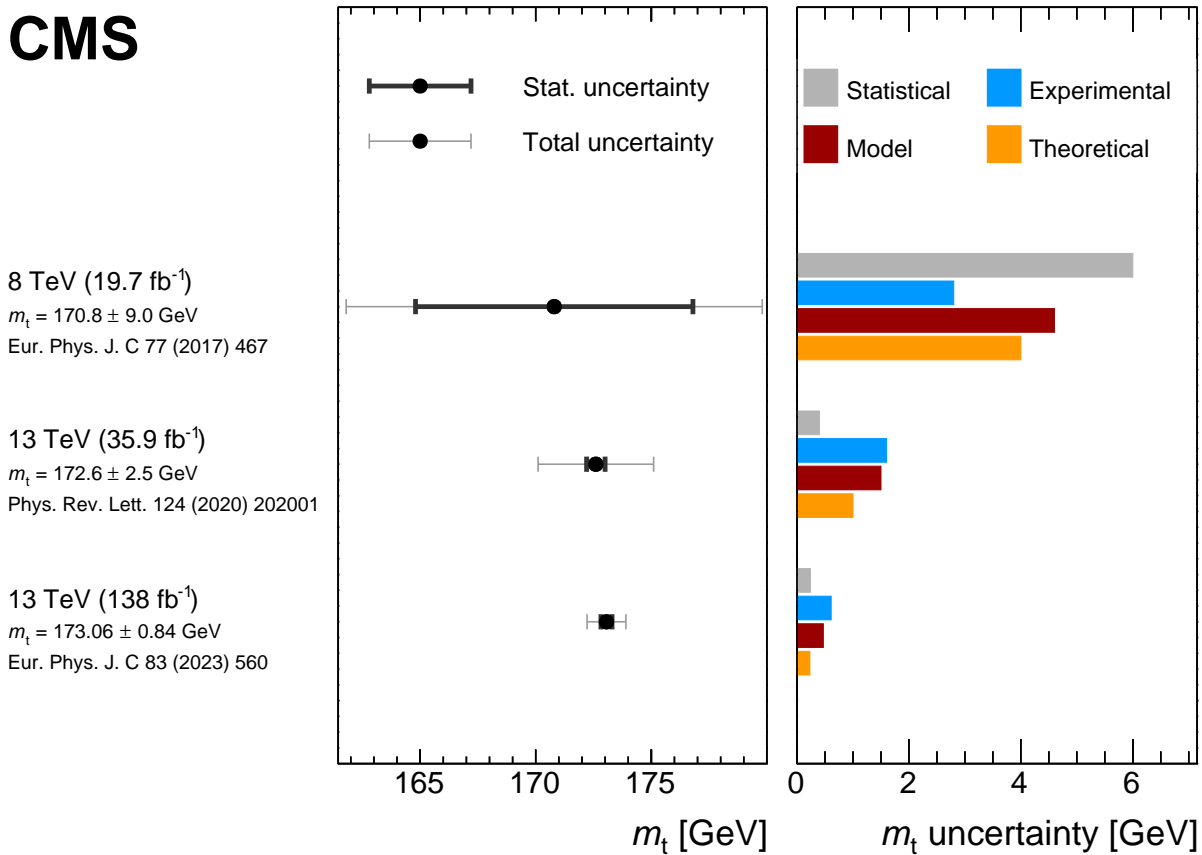 CMS
Stat. uncertainty
Total uncertainty
Statistical
Experimental
Model
Theoretical
8 TeV (19.7 fb⁻¹)
mₜ = 170.8 ± 9.0 GeV
Eur. Phys. J. C 77 (2017) 467
13 TeV (35.9 fb⁻¹)
mₜ = 172.6 ± 2.5 GeV
Phys. Rev. Lett. 124 (2020) 202001
13 TeV (138 fb⁻¹)
mₜ = 173.06 ± 0.84 GeV
Eur. Phys. J. C 83 (2023) 560
165 170 175
mₜ [GeV]
0 2 4 6
mₜ uncertainty [GeV]